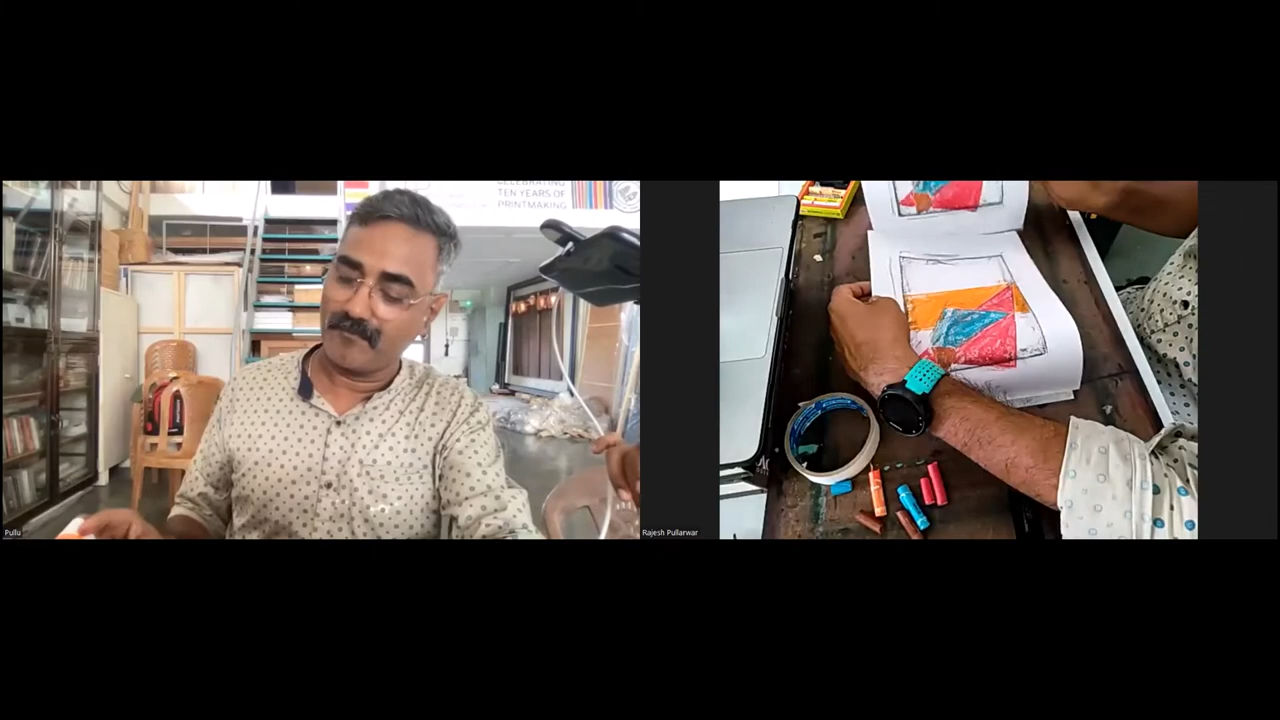 CELEBRATING
TEN YEARS OF
PRINTMAKING
Pullu
Rajesh Pullarwar